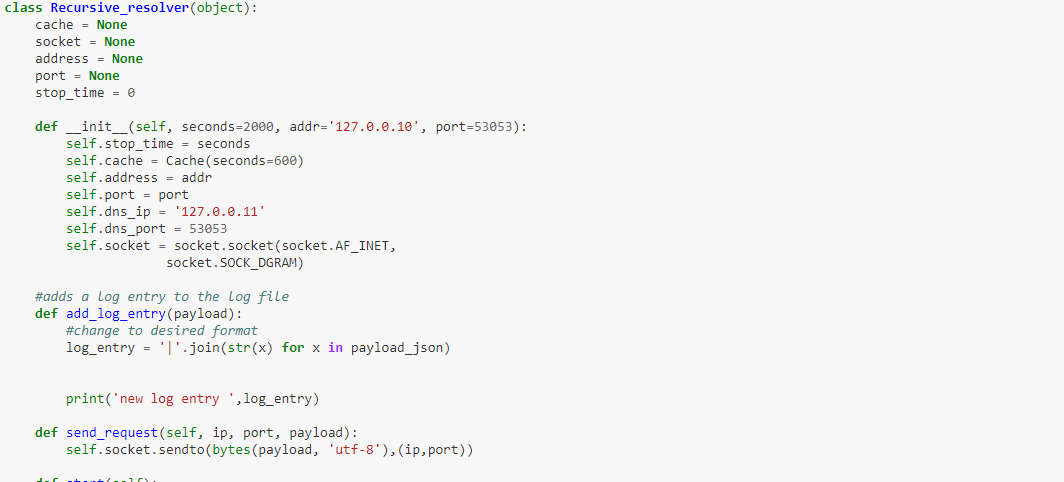 class Recursive_resolver(object):
    cache = None
    socket = None
    address = None
    port = None
    stop_time = 0
    def __init__(self, seconds=2000, addr='127.0.0.10', port=53053):
        self.stop_time = seconds
        self.cache = Cache(seconds=600)
        self.address = addr
        self.port = port
        self.dns_ip = '127.0.0.11'
        self.dns_port = 53053
        self.socket = socket.socket(socket.AF_INET,
                     socket.SOCK_DGRAM)
    #adds a log entry to the log file
    def add_log_entry(payload):
        #change to desired format
        log_entry = '|'.join(str(x) for x in payload_json)
        print('new log entry ',log_entry)
    def send_request(self, ip, port, payload):
        self.socket.sendto(bytes(payload, 'utf-8'),(ip,port))
    def start(self):